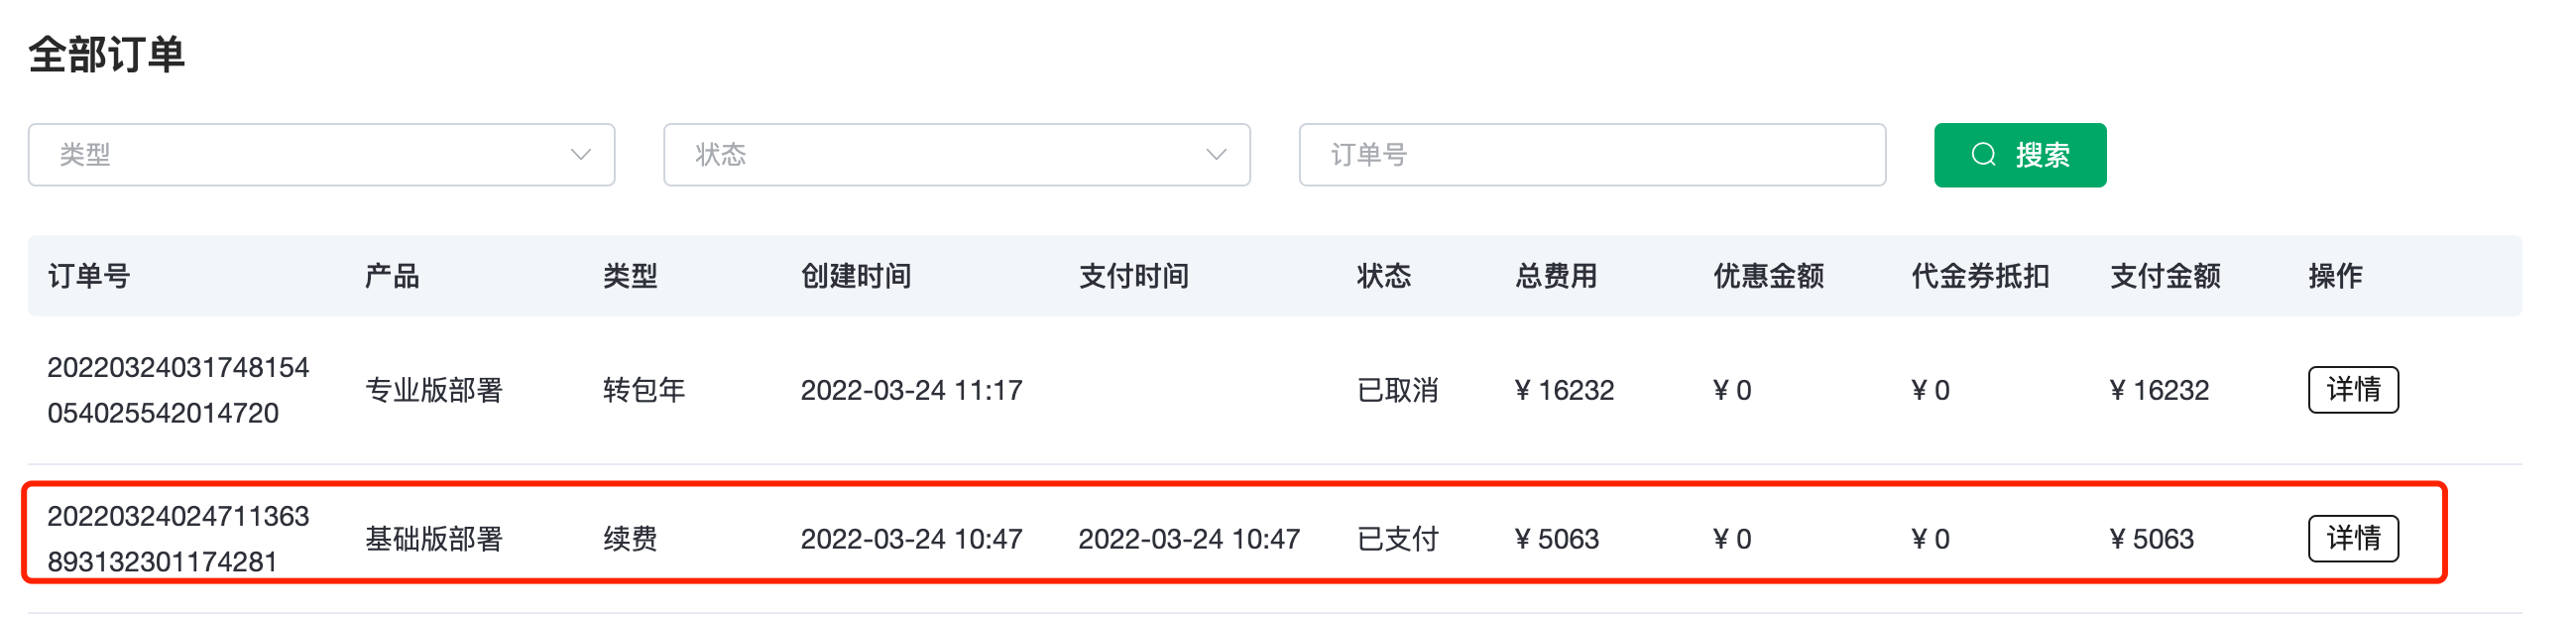 全部订单
类型
状态
订单号
搜索
订单号 产品 类型 创建时间 支付时间 状态 总费用 优惠金额 代金券抵扣 支付金额 操作
20220324031748154
054025542014720
专业版部署 转包年 2022-03-24 11:17 已取消 ¥ 16232 ¥ 0 ¥ 0 ¥ 16232 详情
20220324024711363
893132301174281
基础版部署 续费 2022-03-24 10:47 2022-03-24 10:47 已支付 ¥ 5063 ¥ 0 ¥ 0 ¥ 5063 详情